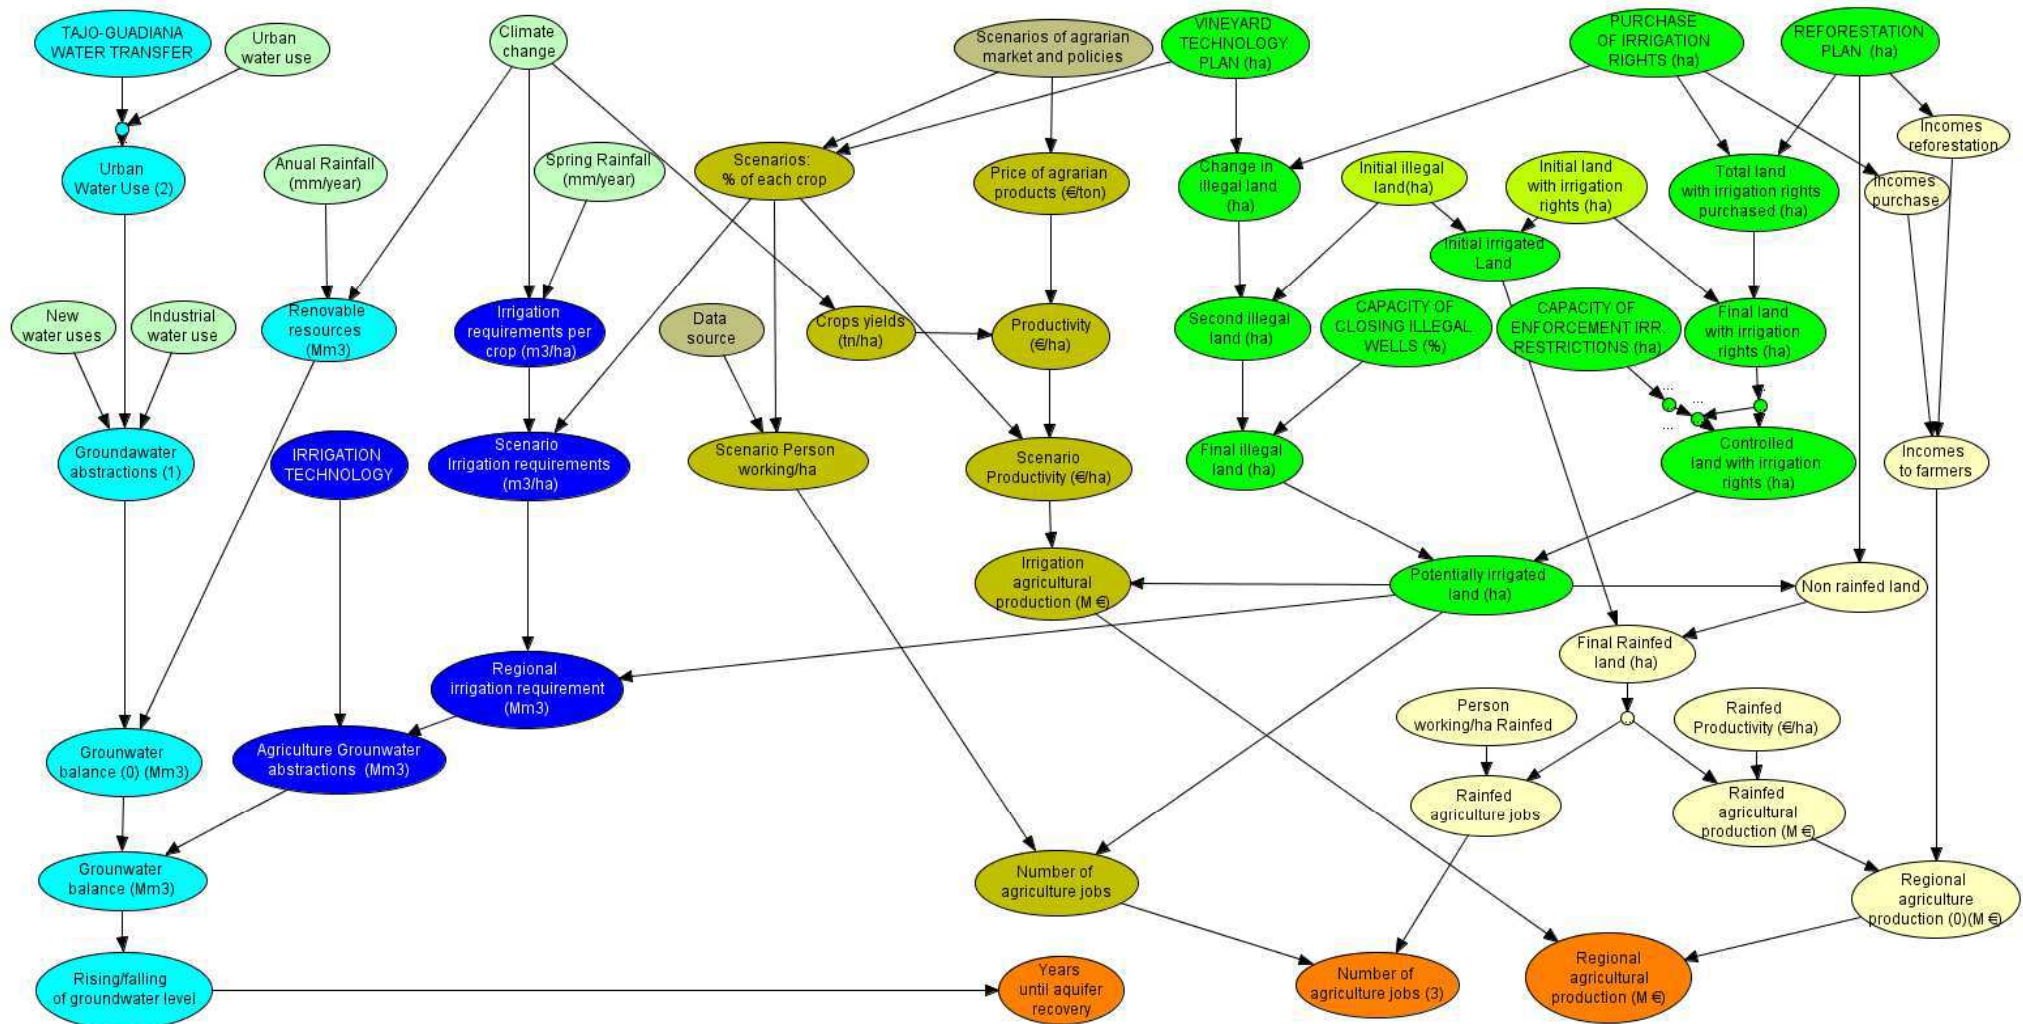 TAJO-GUADIANA
WATER TRANSFER
Urban
water use
Climate
change
Scenarios of agrarian
market and policies
VINEYARD
TECHNOLOGY
PLAN (ha)
PURCHASE
OF IRRIGATION
RIGHTS (ha)
REFORESTATION
PLAN (ha)
Incomes
reforestation
Urban
Water Use (2)
Anual Rainfall
(mm/year)
Spring Rainfall
(mm/year)
Scenarios:
% of each crop
Price of agrarian
products (€/ton)
Change in
illegal land
(ha)
Initial illegal
land(ha)
Initial land
with irrigation
rights (ha)
Total land
with irrigation rights
purchased (ha)
Incomes
purchase
Initial irrigated
Land
New
water uses
Industrial
water use
Renovable
resources
(Mm3)
Irrigation
requirements per
crop (m3/ha)
Data
source
Crops yields
(tn/ha)
Productivity
(€/ha)
Second illegal
land (ha)
CAPACITY OF
CLOSING ILLEGAL
WELLS (%)
CAPACITY OF
ENFORCEMENT IRR.
RESTRICTIONS (ha)
Final land
with irrigation
rights (ha)
...
...
...
Groundawater
abstractions (1)
IRRIGATION
TECHNOLOGY
Scenario
Irrigation requirements
(m3/ha)
Scenario Person
working/ha
Scenario
Productivity (€/ha)
Final illegal
land (ha)
Controlled
land with irrigation
rights (ha)
Incomes
to farmers
Irrigation
agricultural
production (M €)
Potentially irrigated
land (ha)
Non rainfed land
Final Rainfed
land (ha)
Regional
irrigation requirement
(Mm3)
Person
working/ha Rainfed
Rainfed
Productivity (€/ha)
Grounwater
balance (0) (Mm3)
Agriculture Grounwater
abstractions (Mm3)
Rainfed
agriculture jobs
Rainfed
agricultural
production (M €)
Grounwater
balance (Mm3)
Number of
agriculture jobs
Regional
agriculture
production (0)(M €)
Rising/falling
of groundwater level
Years
until aquifer
recovery
Number of
agriculture jobs (3)
Regional
agricultural
production (M €)